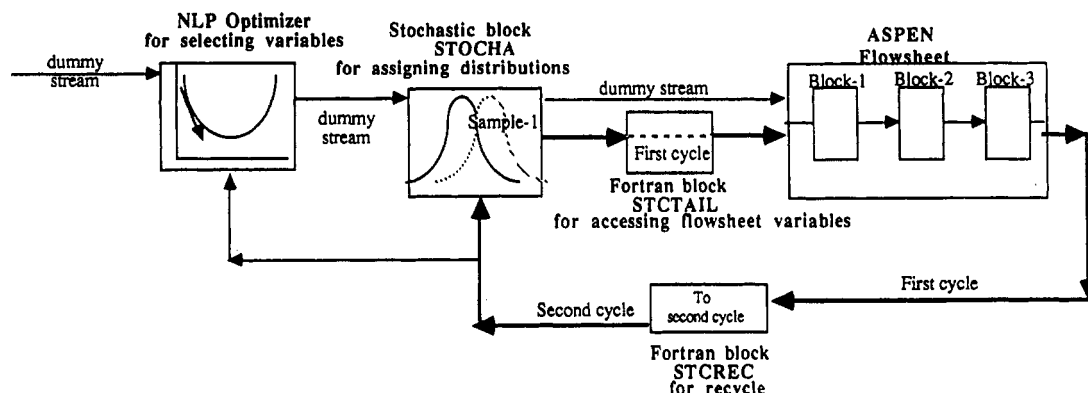 NLP Optimizer
for selecting variables
dummy
stream
dummy
stream
Stochastic block
STOCHA
for assigning distributions
Sample-1
dummy stream
First cycle
Fortran block
STCTAIL
for accessing flowsheet variables
ASPEN
Flowsheet
Block-1
Block-2
Block-3
First cycle
To
second cycle
Second cycle
Fortran block
STCREC
for recycle